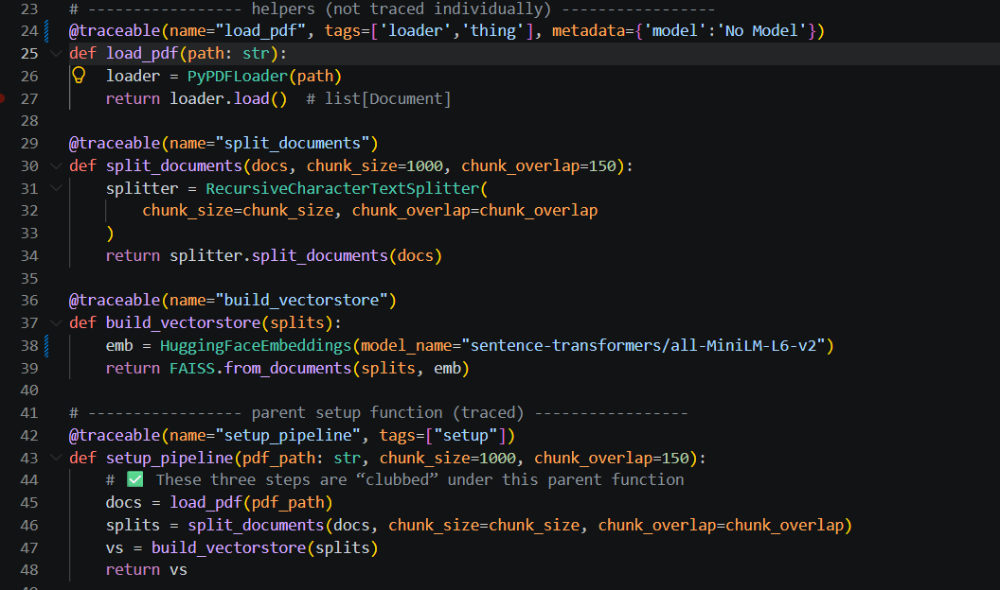 23 # ----------------- helpers (not traced individually) -----------------
24 @traceable(name="load_pdf", tags=['loader','thing'], metadata={'model':'No Model'})
25 def load_pdf(path: str):
26     loader = PyPDFLoader(path)
27     return loader.load()  # list[Document]
28
29 @traceable(name="split_documents")
30 def split_documents(docs, chunk_size=1000, chunk_overlap=150):
31     splitter = RecursiveCharacterTextSplitter(
32         chunk_size=chunk_size, chunk_overlap=chunk_overlap
33     )
34     return splitter.split_documents(docs)
35
36 @traceable(name="build_vectorstore")
37 def build_vectorstore(splits):
38     emb = HuggingFaceEmbeddings(model_name="sentence-transformers/all-MiniLM-L6-v2")
39     return FAISS.from_documents(splits, emb)
40
41 # ----------------- parent setup function (traced) -----------------
42 @traceable(name="setup_pipeline", tags=["setup"])
43 def setup_pipeline(pdf_path: str, chunk_size=1000, chunk_overlap=150):
44     # ✅ These three steps are “clubbed” under this parent function
45     docs = load_pdf(pdf_path)
46     splits = split_documents(docs, chunk_size=chunk_size, chunk_overlap=chunk_overlap)
47     vs = build_vectorstore(splits)
48     return vs